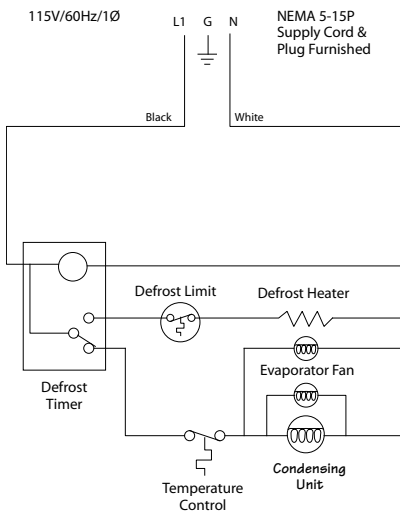 115V/60Hz/1Ø
L1 G N
NEMA 5-15P
Supply Cord &
Plug Furnished
Black
White
Defrost Limit
Defrost Heater
Evaporator Fan
Defrost
Timer
Condensing
Unit
Temperature
Control